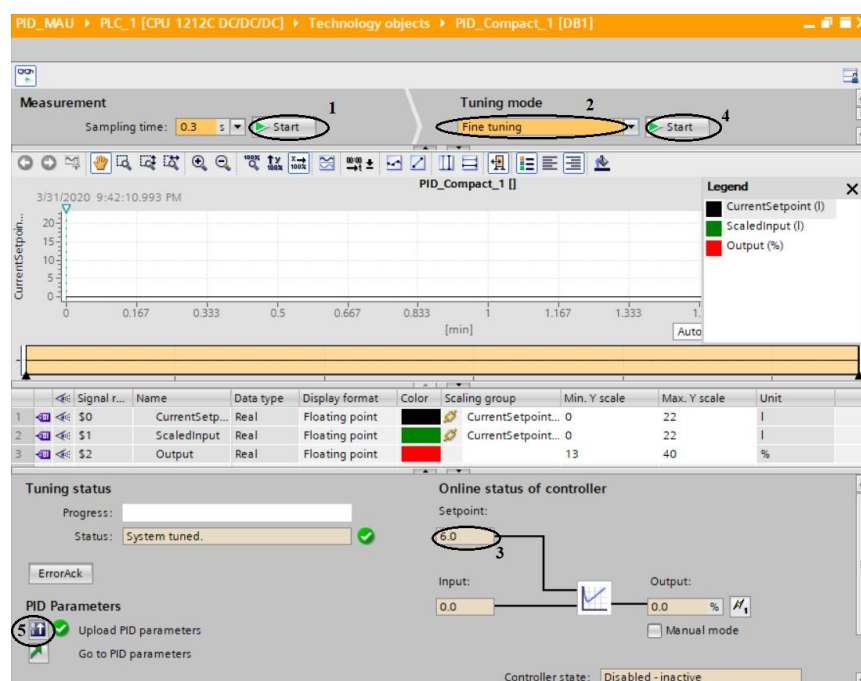 PID_MAU ▸ PLC_1 [CPU 1212C DC/DC/DC] ▸ Technology objects ▸ PID_Compact_1 [DB1]
Measurement
1
Tuning mode
2
Sampling time: 0.3 s
Start
Fine tuning
Start
4
PID_Compact_1 []
3/31/2020 9:42:10.993 PM
Legend
CurrentSetpoint (l)
ScaledInput (l)
Output (%)
CurrentSetpoin...
20
15
10
5
0
0 0.167 0.333 0.5 0.667 0.833 1 1.167 1.333 1.
[min]
Auto
Signal r... Name Data type Display format Color Scaling group Min. Y scale Max. Y scale Unit
1 $0 CurrentSetp... Real Floating point CurrentSetpoint... 0 22 l
2 $1 ScaledInput Real Floating point CurrentSetpoint... 0 22 l
3 $2 Output Real Floating point 13 40 %
Tuning status
Online status of controller
Progress:
Setpoint:
Status: System tuned.
6.0
3
ErrorAck
Input:
Output:
PID Parameters
0.0
0.0 %
5 Upload PID parameters
Manual mode
Go to PID parameters
Controller state: Disabled - inactive